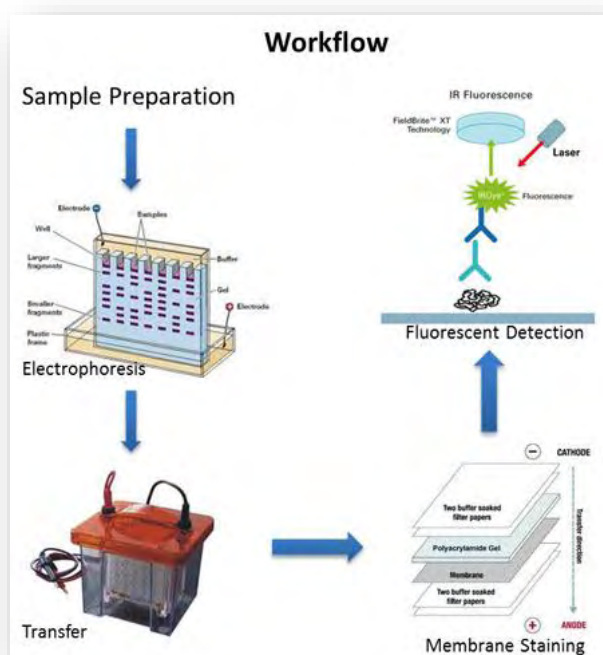 Workflow
Sample Preparation
Electrode
Samples
Well
Buffer
Larger
fragments
Gel
Electrode
Smaller
fragments
Plastic
frame
Electrophoresis
Transfer
CATHODE
Two buffer soaked
filter papers
Polyacrylamide Gel
Membrane
Two buffer soaked
filter papers
Transfer direction
ANODE
Membrane Staining
IR Fluorescence
FieldBrite™ XT
Technology
Laser
IRDye®
Fluorescence
Fluorescent Detection